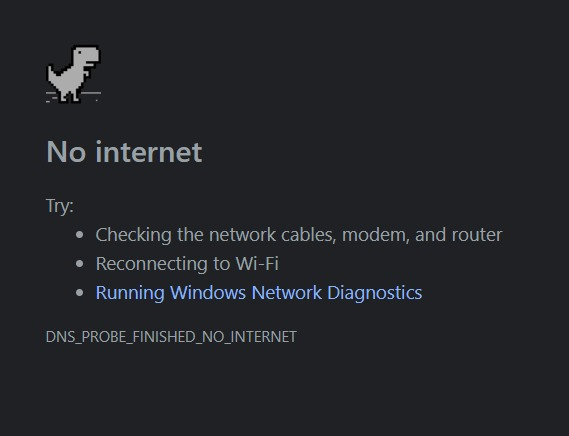 No internet
Try:
• Checking the network cables, modem, and router
• Reconnecting to Wi-Fi
• Running Windows Network Diagnostics
DNS_PROBE_FINISHED_NO_INTERNET